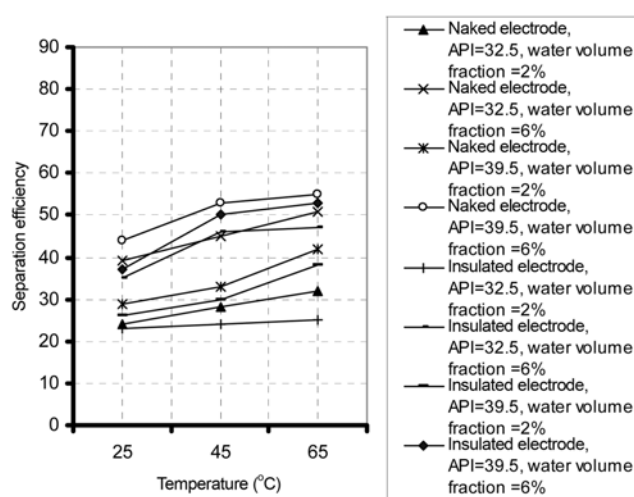 90
80
70
60
50
40
30
20
10
0
Separation efficiency
25 45 65
Temperature (°C)
Naked electrode,
API=32.5, water volume
fraction =2%
Naked electrode,
API=32.5, water volume
fraction =6%
Naked electrode,
API=39.5, water volume
fraction =2%
Naked electrode,
API=39.5, water volume
fraction =6%
Insulated electrode,
API=32.5, water volume
fraction =2%
Insulated electrode,
API=32.5, water volume
fraction =6%
Insulated electrode,
API=39.5, water volume
fraction =2%
Insulated electrode,
API=39.5, water volume
fraction =6%